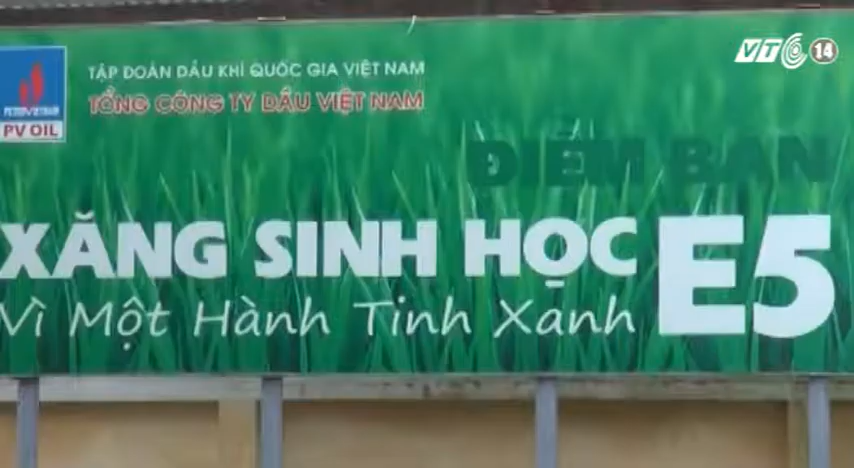 VTC 14
PETROVIETNAM
PV OIL
TẬP ĐOÀN DẦU KHÍ QUỐC GIA VIỆT NAM
TỔNG CÔNG TY DẦU VIỆT NAM
ĐIỂM BÁN
XĂNG SINH HỌC E5
Vì Một Hành Tinh Xanh